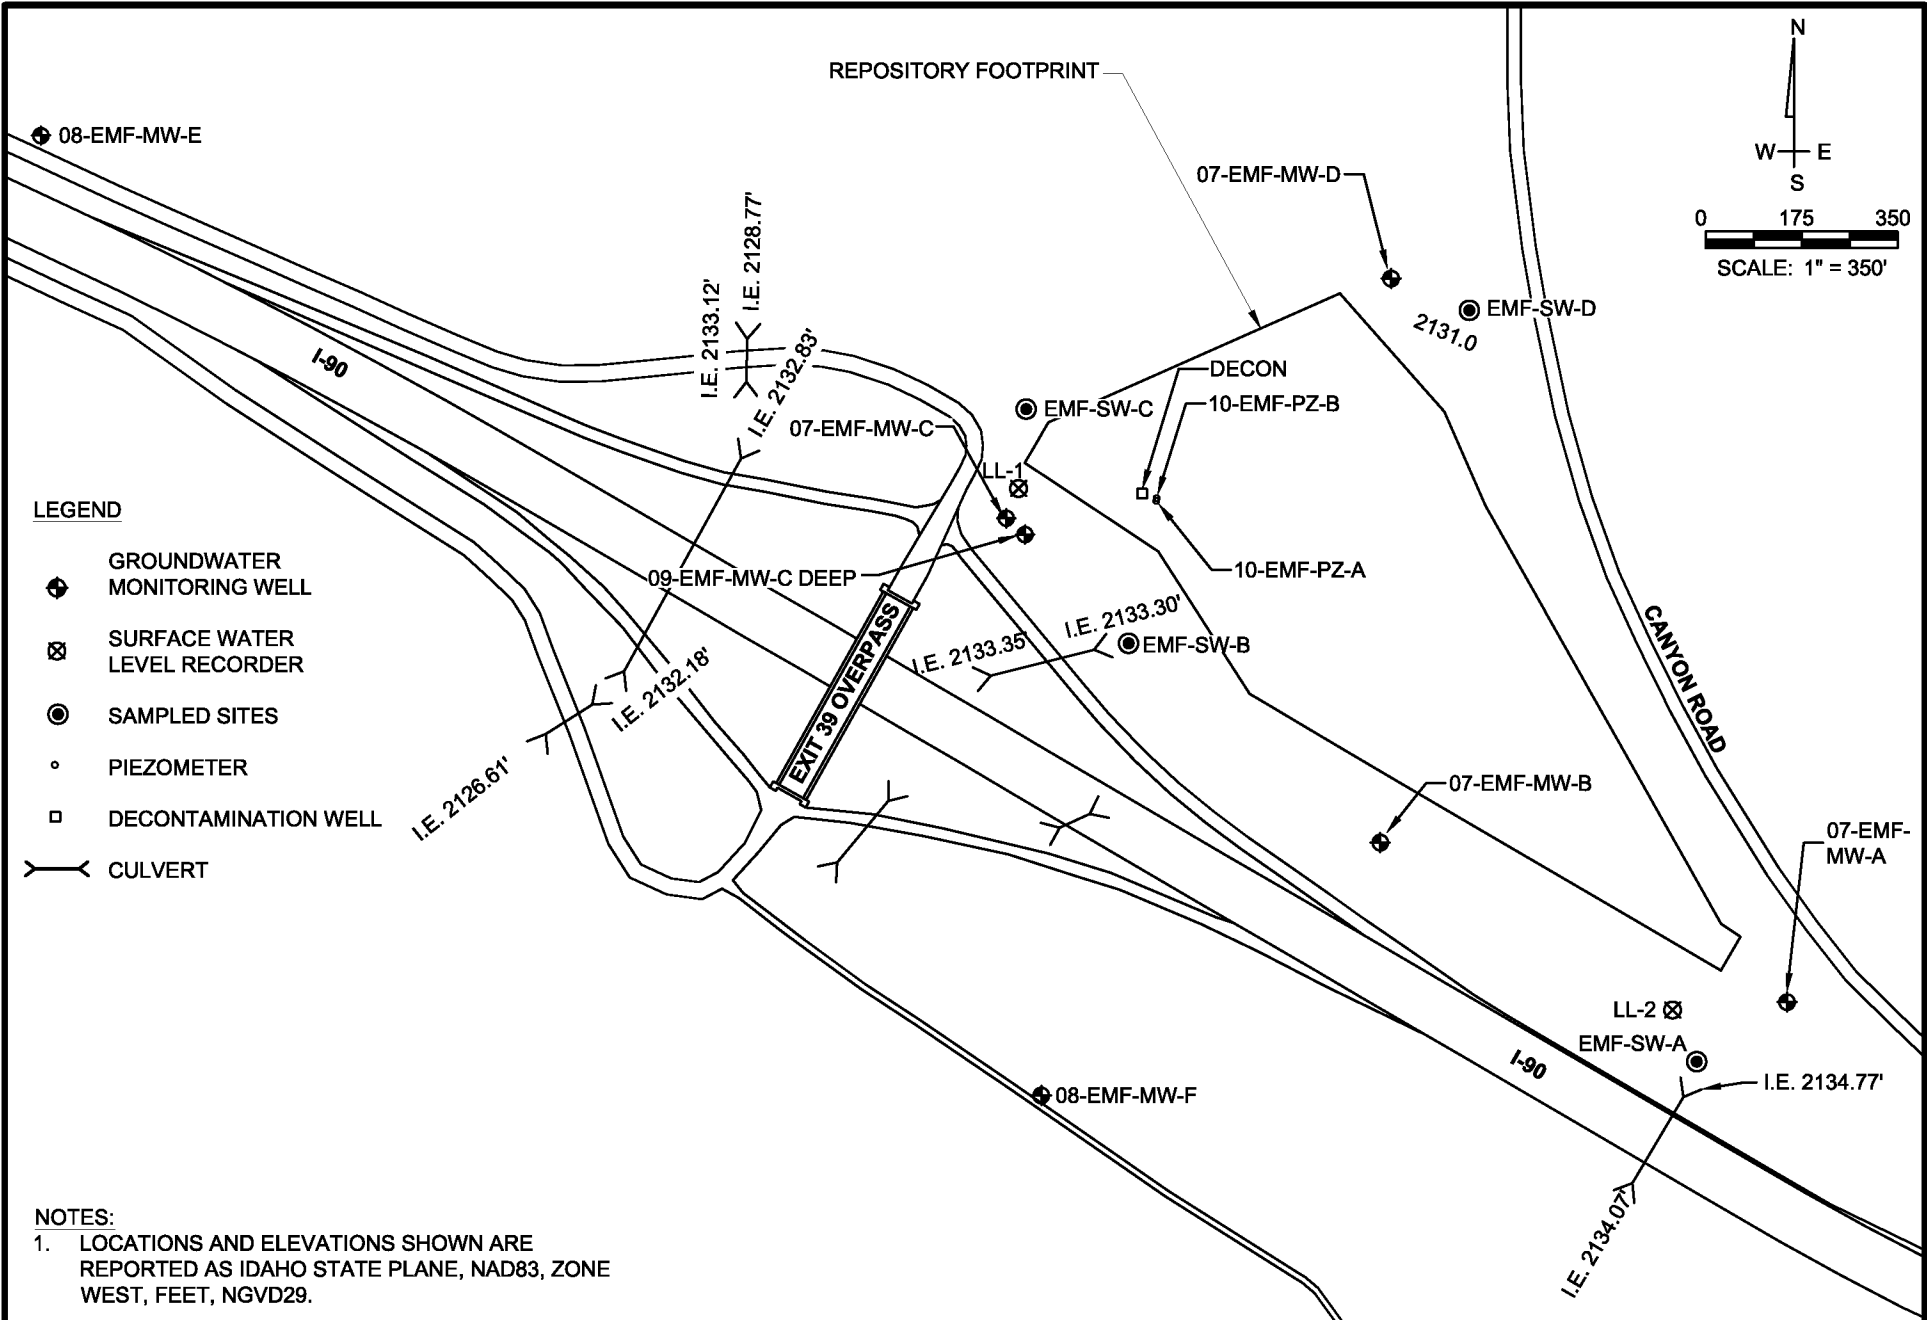 N
REPOSITORY FOOTPRINT
08-EMF-MW-E
W E
07-EMF-MW-D
S
0 175 350
I.E. 2128.77'
SCALE: 1" = 350'
I.E. 2133.12'
EMF-SW-D
2131.0
I.E. 2132.83'
I-90
DECON
10-EMF-PZ-B
EMF-SW-C
07-EMF-MW-C
LL-1
LEGEND
GROUNDWATER
MONITORING WELL
SURFACE WATER
LEVEL RECORDER
SAMPLED SITES
PIEZOMETER
DECONTAMINATION WELL
CULVERT
09-EMF-MW-C DEEP
10-EMF-PZ-A
I.E. 2133.30'
I.E. 2133.35'
EMF-SW-B
EXIT 39 OVERPASS
CANYON ROAD
I.E. 2132.18'
I.E. 2126.61'
07-EMF-MW-B
07-EMF-
MW-A
LL-2
EMF-SW-A
I-90
I.E. 2134.77'
08-EMF-MW-F
I.E. 2134.07'
NOTES:
1. LOCATIONS AND ELEVATIONS SHOWN ARE
REPORTED AS IDAHO STATE PLANE, NAD83, ZONE
WEST, FEET, NGVD29.